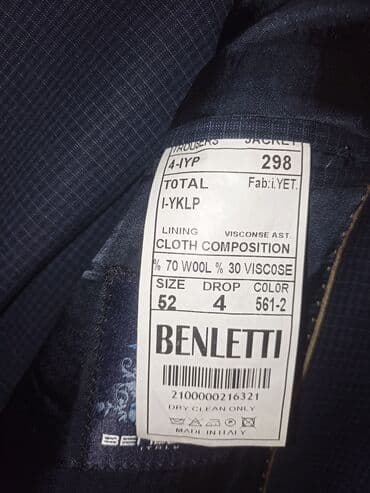 TROUSERS JACKET
4-IYP 298
TOTAL Fab:i.YET.
I-YKLP
LINING VISCONSE AST.
CLOTH COMPOSITION
% 70 WOOL % 30 VISCOSE
SIZE DROP COLOR
52 4 561-2
BENLETTI
2100000216321
DRY CLEAN ONLY
MADE IN ITALY